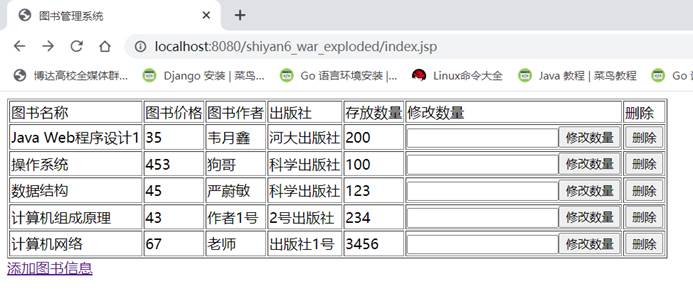 图书管理系统
localhost:8080/shiyan6_war_exploded/index.jsp
博达高校全媒体群... Django 安装 | 菜鸟... Go 语言环境安装 |... Linux命令大全 Java 教程 | 菜鸟教程 Go
图书名称 图书价格 图书作者 出版社 存放数量 修改数量 删除
Java Web程序设计1 35 韦月鑫 河大出版社 200 修改数量 删除
操作系统 453 狗哥 科学出版社 100 修改数量 删除
数据结构 45 严蔚敏 科学出版社 123 修改数量 删除
计算机组成原理 43 作者1号 2号出版社 234 修改数量 删除
计算机网络 67 老师 出版社1号 3456 修改数量 删除
添加图书信息